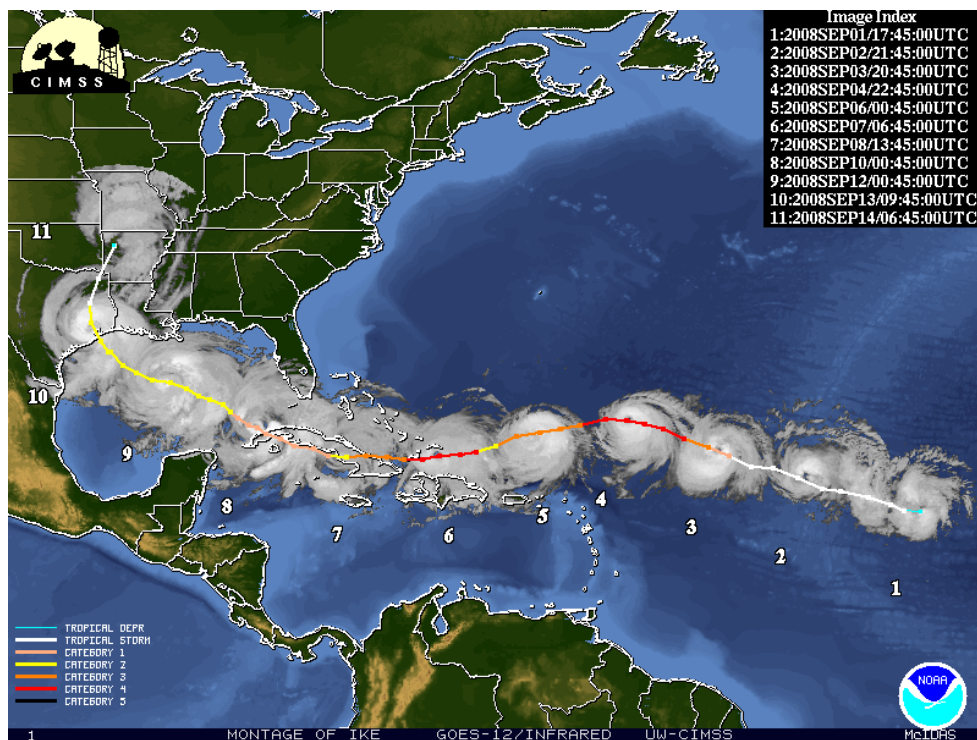 CIMSS
Image Index
1:2008SEP01/17:45:00UTC
2:2008SEP02/21:45:00UTC
3:2008SEP03/20:45:00UTC
4:2008SEP04/22:45:00UTC
5:2008SEP06/00:45:00UTC
6:2008SEP07/06:45:00UTC
7:2008SEP08/13:45:00UTC
8:2008SEP10/00:45:00UTC
9:2008SEP12/00:45:00UTC
10:2008SEP13/09:45:00UTC
11:2008SEP14/06:45:00UTC
11
10
9
8
7
6
5
4
3
2
1
TROPICAL DEPR
TROPICAL STORM
CATEGORY 1
CATEGORY 2
CATEGORY 3
CATEGORY 4
CATEGORY 5
NOAA
1 MONTAGE OF IKE GOES-12/INFRARED UW-CIMSS McIDAS